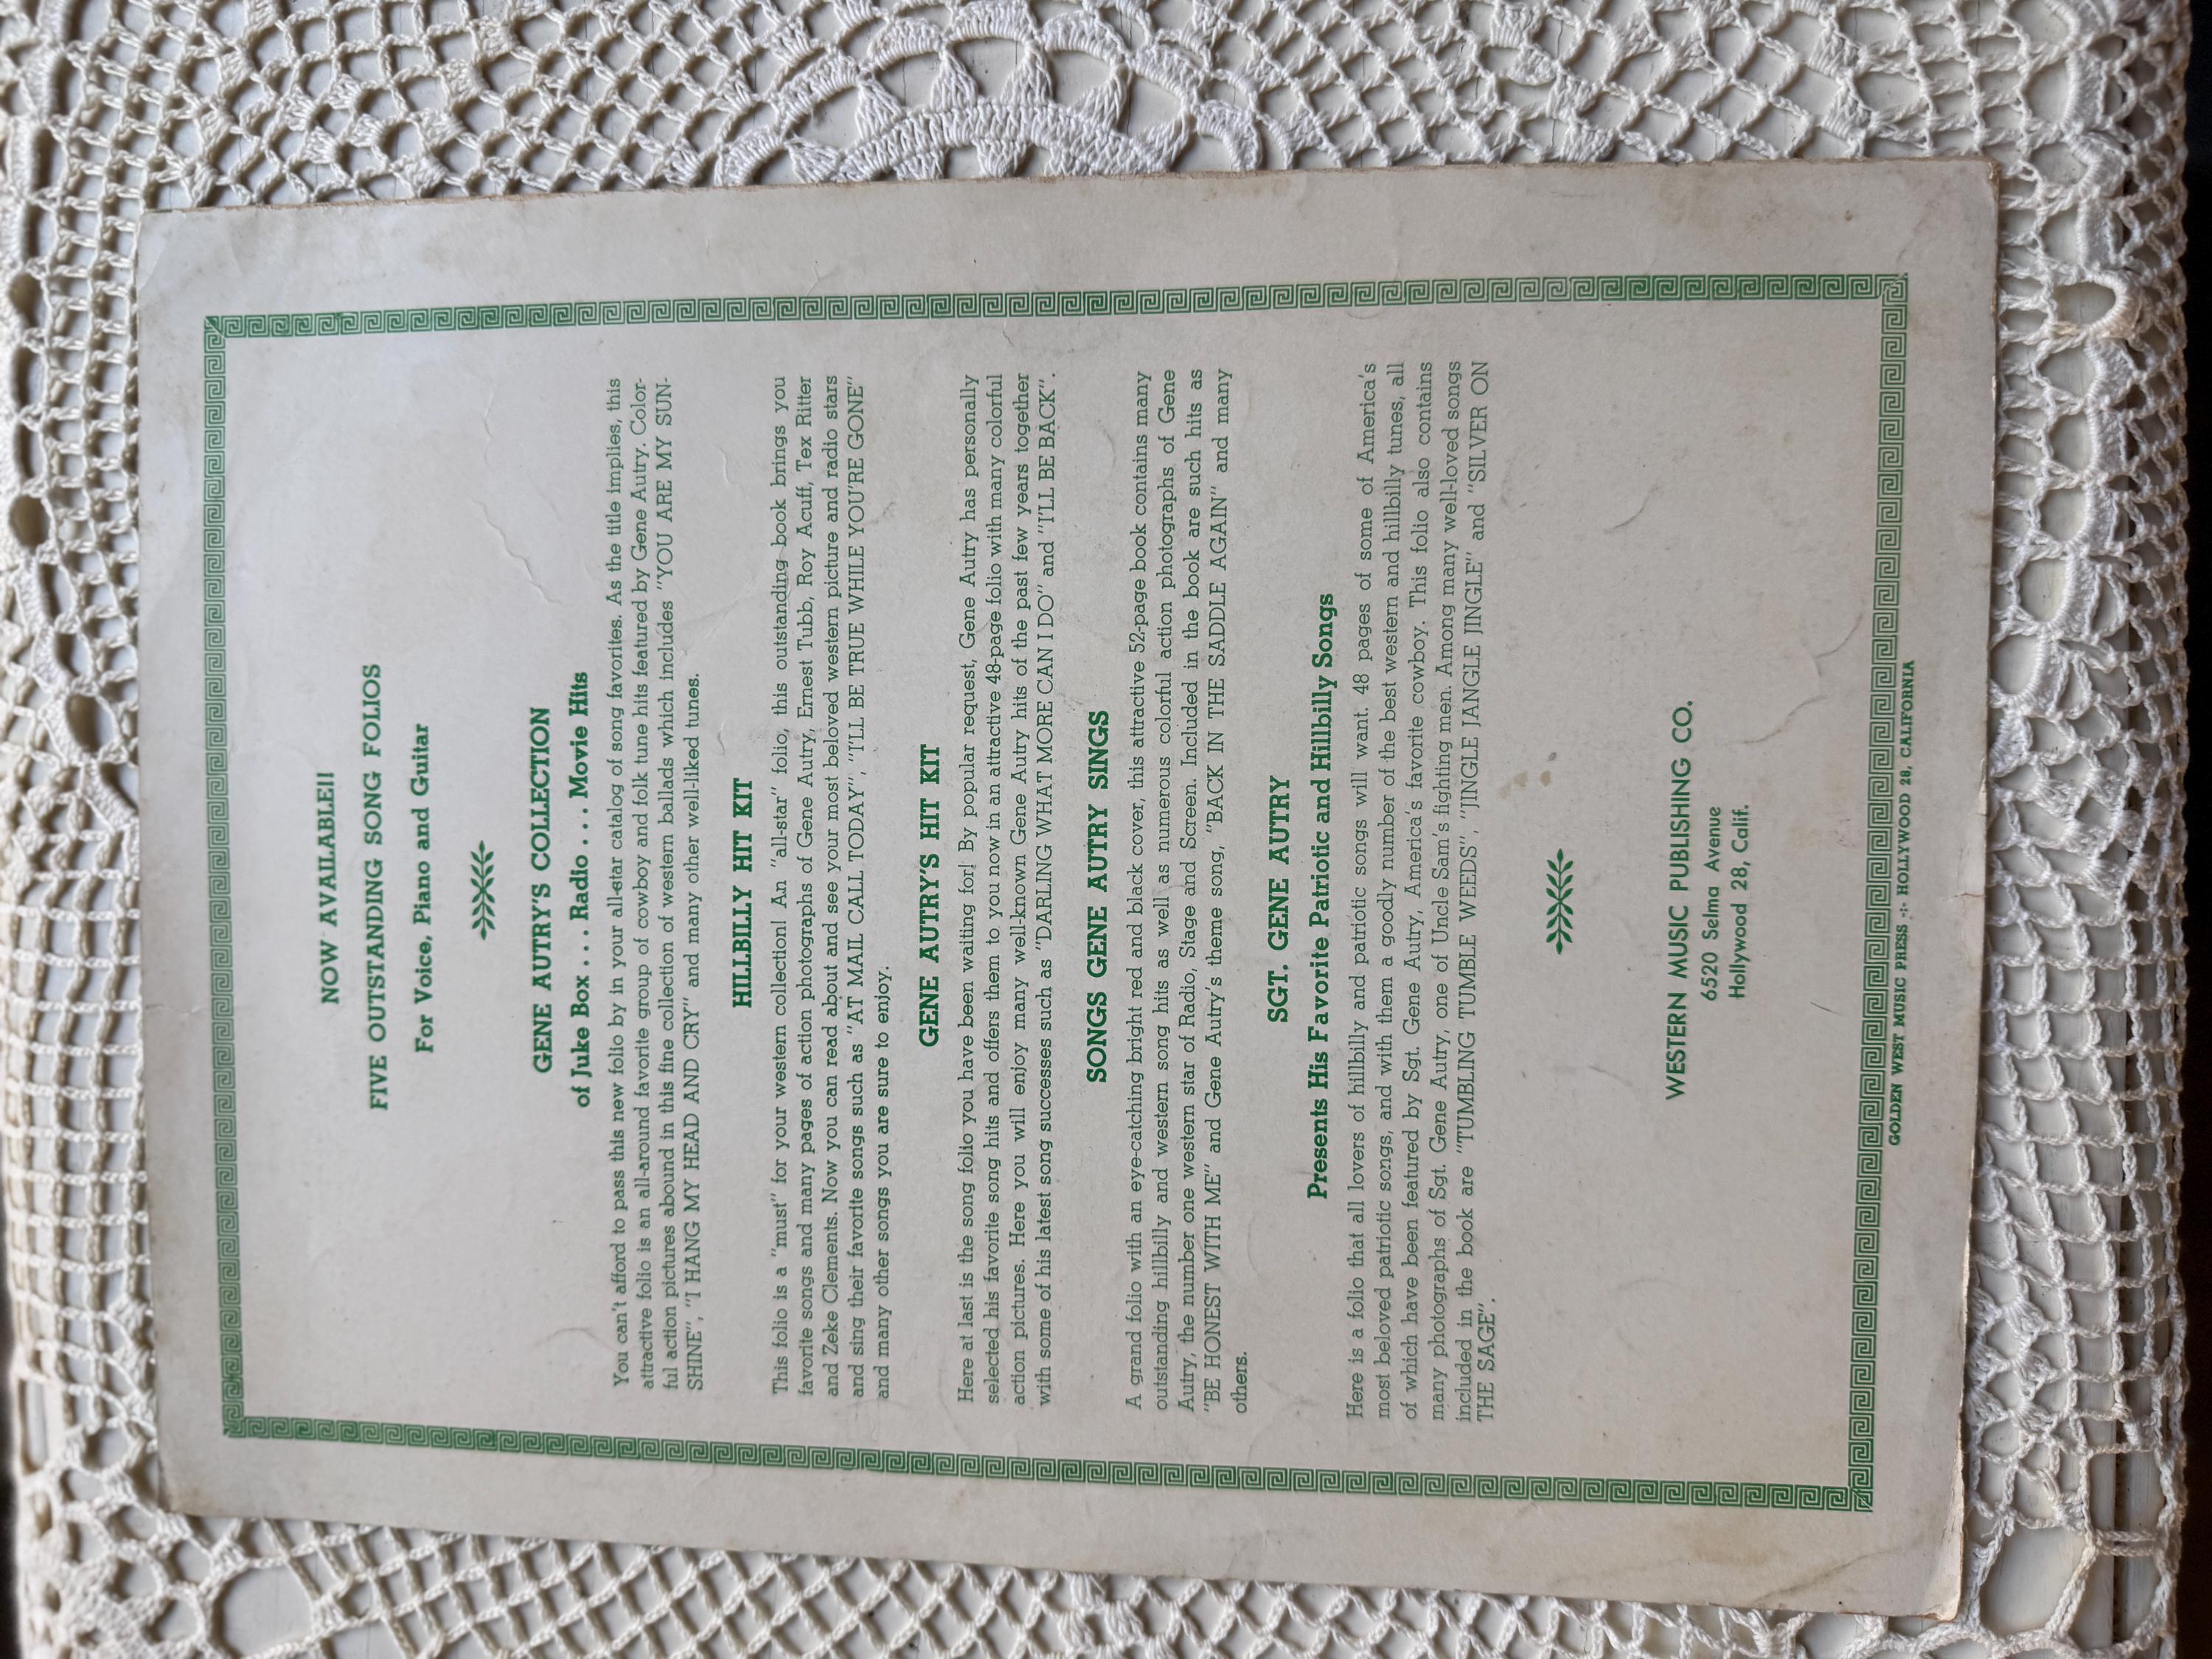 NOW AVAILABLE!!
FIVE OUTSTANDING SONG FOLIOS
For Voice, Piano and Guitar
GENE AUTRY'S COLLECTION
of Juke Box . . . Radio . . . Movie Hits
You can't afford to pass this new folio by in your all-star catalog of song favorites. As the title implies, this
attractive folio is an all-around favorite group of cowboy and folk tune hits featured by Gene Autry. Color-
ful action pictures abound in this fine collection of western ballads which includes "YOU ARE MY SUN-
SHINE", "I HANG MY HEAD AND CRY" and many other well-liked tunes.
HILLBILLY HIT KIT
This folio is a "must" for your western collection! An "all-star" folio, this outstanding book brings you
favorite songs and many pages of action photographs of Gene Autry, Ernest Tubb, Roy Acuff, Tex Ritter
and Zeke Clements. Now you can read about and see your most beloved western picture and radio stars
and sing their favorite songs such as "AT MAIL CALL TODAY", "I'LL BE TRUE WHILE YOU'RE GONE"
and many other songs you are sure to enjoy.
GENE AUTRY'S HIT KIT
Here at last is the song folio you have been waiting for! By popular request, Gene Autry has personally
selected his favorite song hits and offers them to you now in an attractive 48-page folio with many colorful
action pictures. Here you will enjoy many well-known Gene Autry hits of the past few years together
with some of his latest song successes such as "DARLING WHAT MORE CAN I DO" and "I'LL BE BACK".
SONGS GENE AUTRY SINGS
A grand folio with an eye-catching bright red and black cover, this attractive 52-page book contains many
outstanding hillbilly and western song hits as well as numerous colorful action photographs of Gene
Autry, the number one western star of Radio, Stage and Screen. Included in the book are such hits as
"BE HONEST WITH ME" and Gene Autry's theme song, "BACK IN THE SADDLE AGAIN" and many
others.
SGT. GENE AUTRY
Presents His Favorite Patriotic and Hillbilly Songs
Here is a folio that all lovers of hillbilly and patriotic songs will want. 48 pages of some of America's
most beloved patriotic songs, and with them a goodly number of the best western and hillbilly tunes, all
of which have been featured by Sgt. Gene Autry, America's favorite cowboy. This folio also contains
many photographs of Sgt. Gene Autry, one of Uncle Sam's fighting men. Among many well-loved songs
included in the book are "TUMBLING TUMBLE WEEDS", "JINGLE JANGLE JINGLE" and "SILVER ON
THE SAGE".
WESTERN MUSIC PUBLISHING CO.
6520 Selma Avenue
Hollywood 28, Calif.
GOLDEN WEST MUSIC PRESS -:- HOLLYWOOD 28, CALIFORNIA